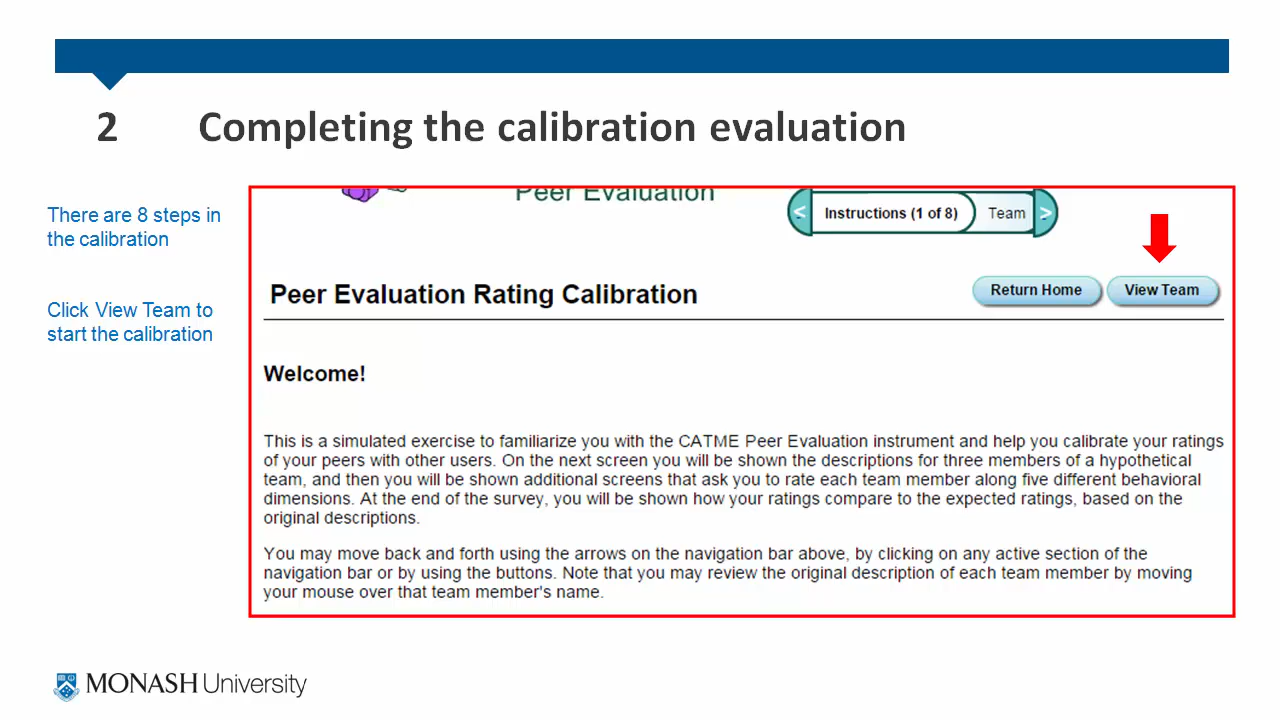 2 Completing the calibration evaluation
There are 8 steps in
the calibration
Click View Team to
start the calibration
Peer Evaluation
< Instructions (1 of 8) Team >
Peer Evaluation Rating Calibration
Return Home View Team
Welcome!
This is a simulated exercise to familiarize you with the CATME Peer Evaluation instrument and help you calibrate your ratings
of your peers with other users. On the next screen you will be shown the descriptions for three members of a hypothetical
team, and then you will be shown additional screens that ask you to rate each team member along five different behavioral
dimensions. At the end of the survey, you will be shown how your ratings compare to the expected ratings, based on the
original descriptions.
You may move back and forth using the arrows on the navigation bar above, by clicking on any active section of the
navigation bar or by using the buttons. Note that you may review the original description of each team member by moving
your mouse over that team member's name.
MONASH University